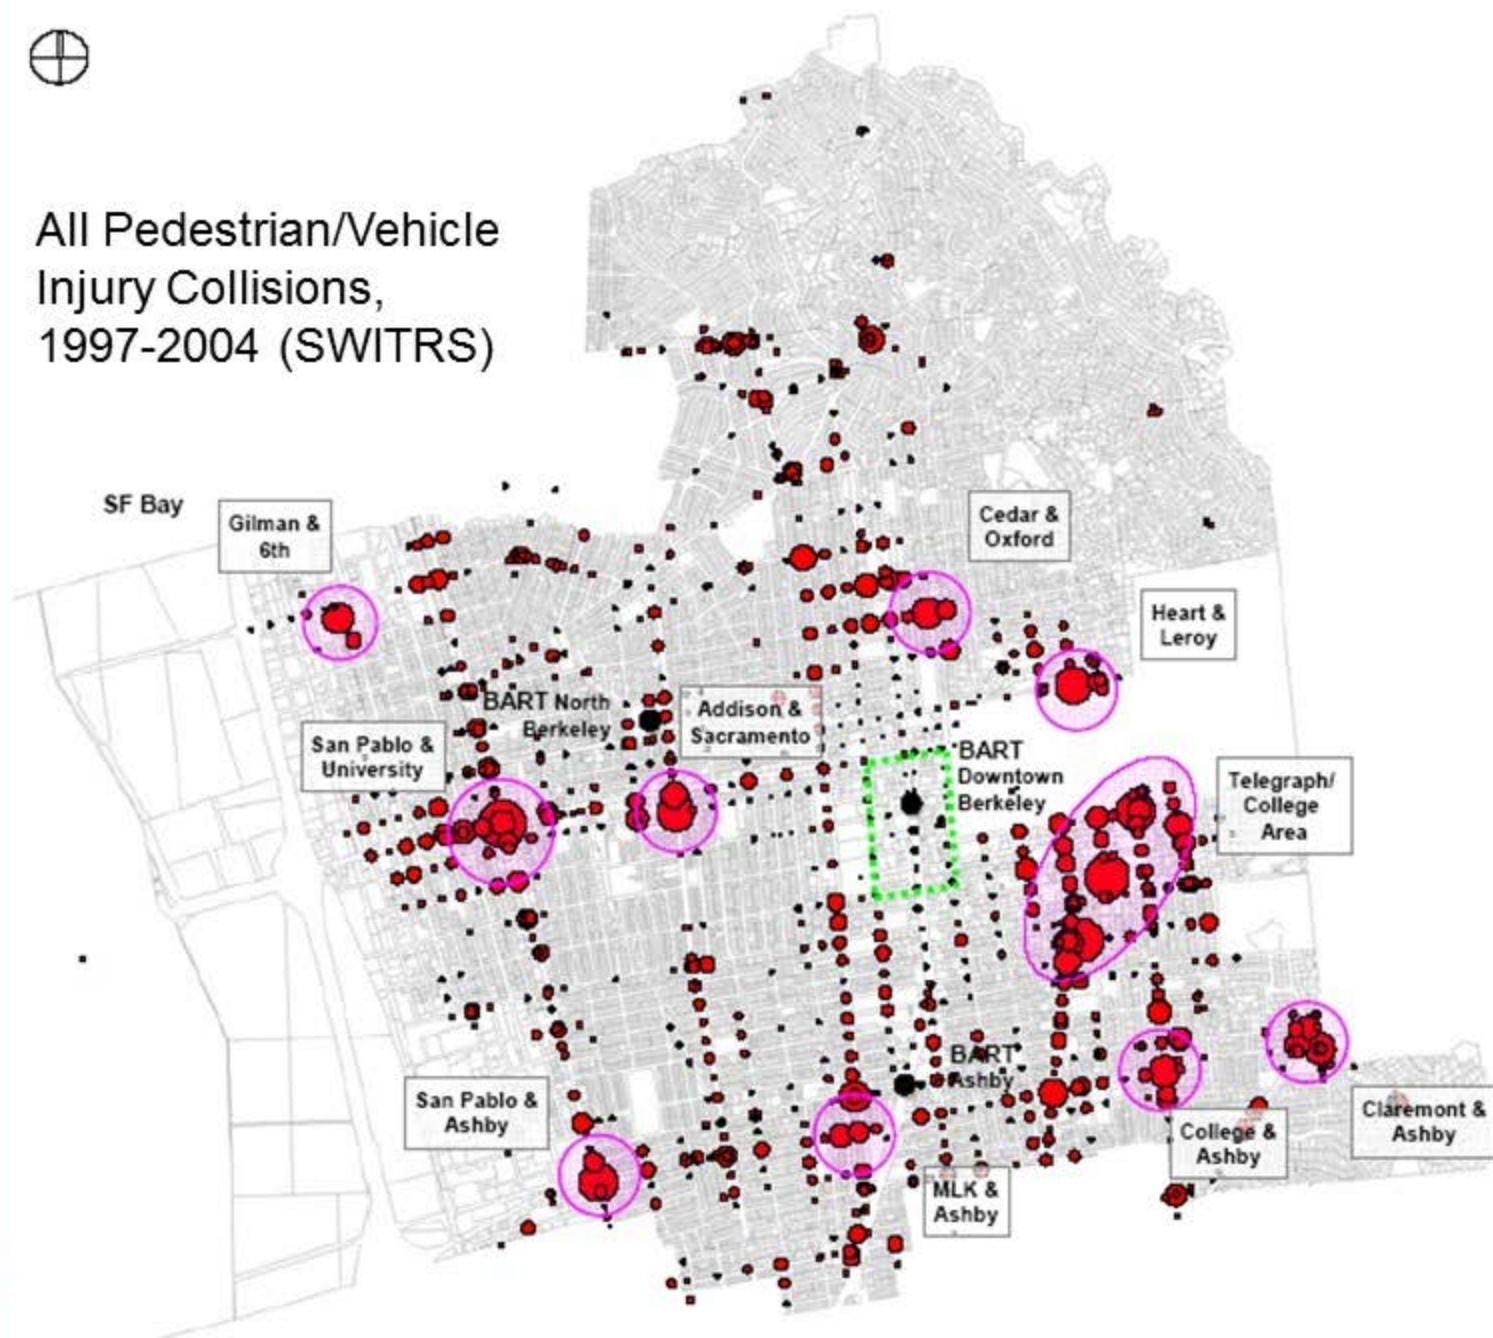 All Pedestrian/Vehicle
Injury Collisions,
1997-2004 (SWITRS)
SF Bay
Gilman &
6th
Cedar &
Oxford
Heart &
Leroy
BART North
Berkeley
Addison &
Sacramento
San Pablo &
University
BART
Downtown
Berkeley
Telegraph/
College
Area
BART
Ashby
San Pablo &
Ashby
Claremont &
Ashby
College &
Ashby
MLK &
Ashby